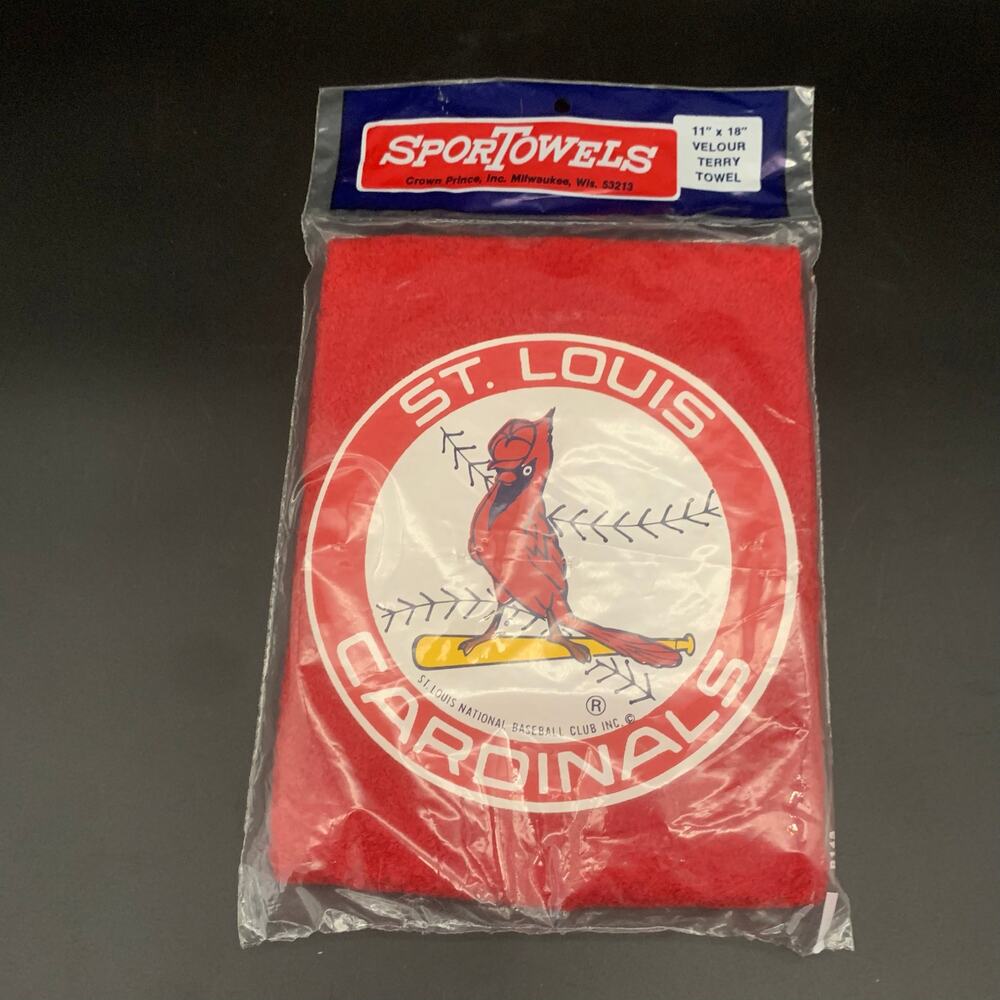 SPORTOWELS
Crown Prince, Inc. Milwaukee, Wis. 53213
11" x 18"
VELOUR
TERRY
TOWEL
ST. LOUIS
ST. LOUIS NATIONAL BASEBALL CLUB INC. ©
®
CARDINALS